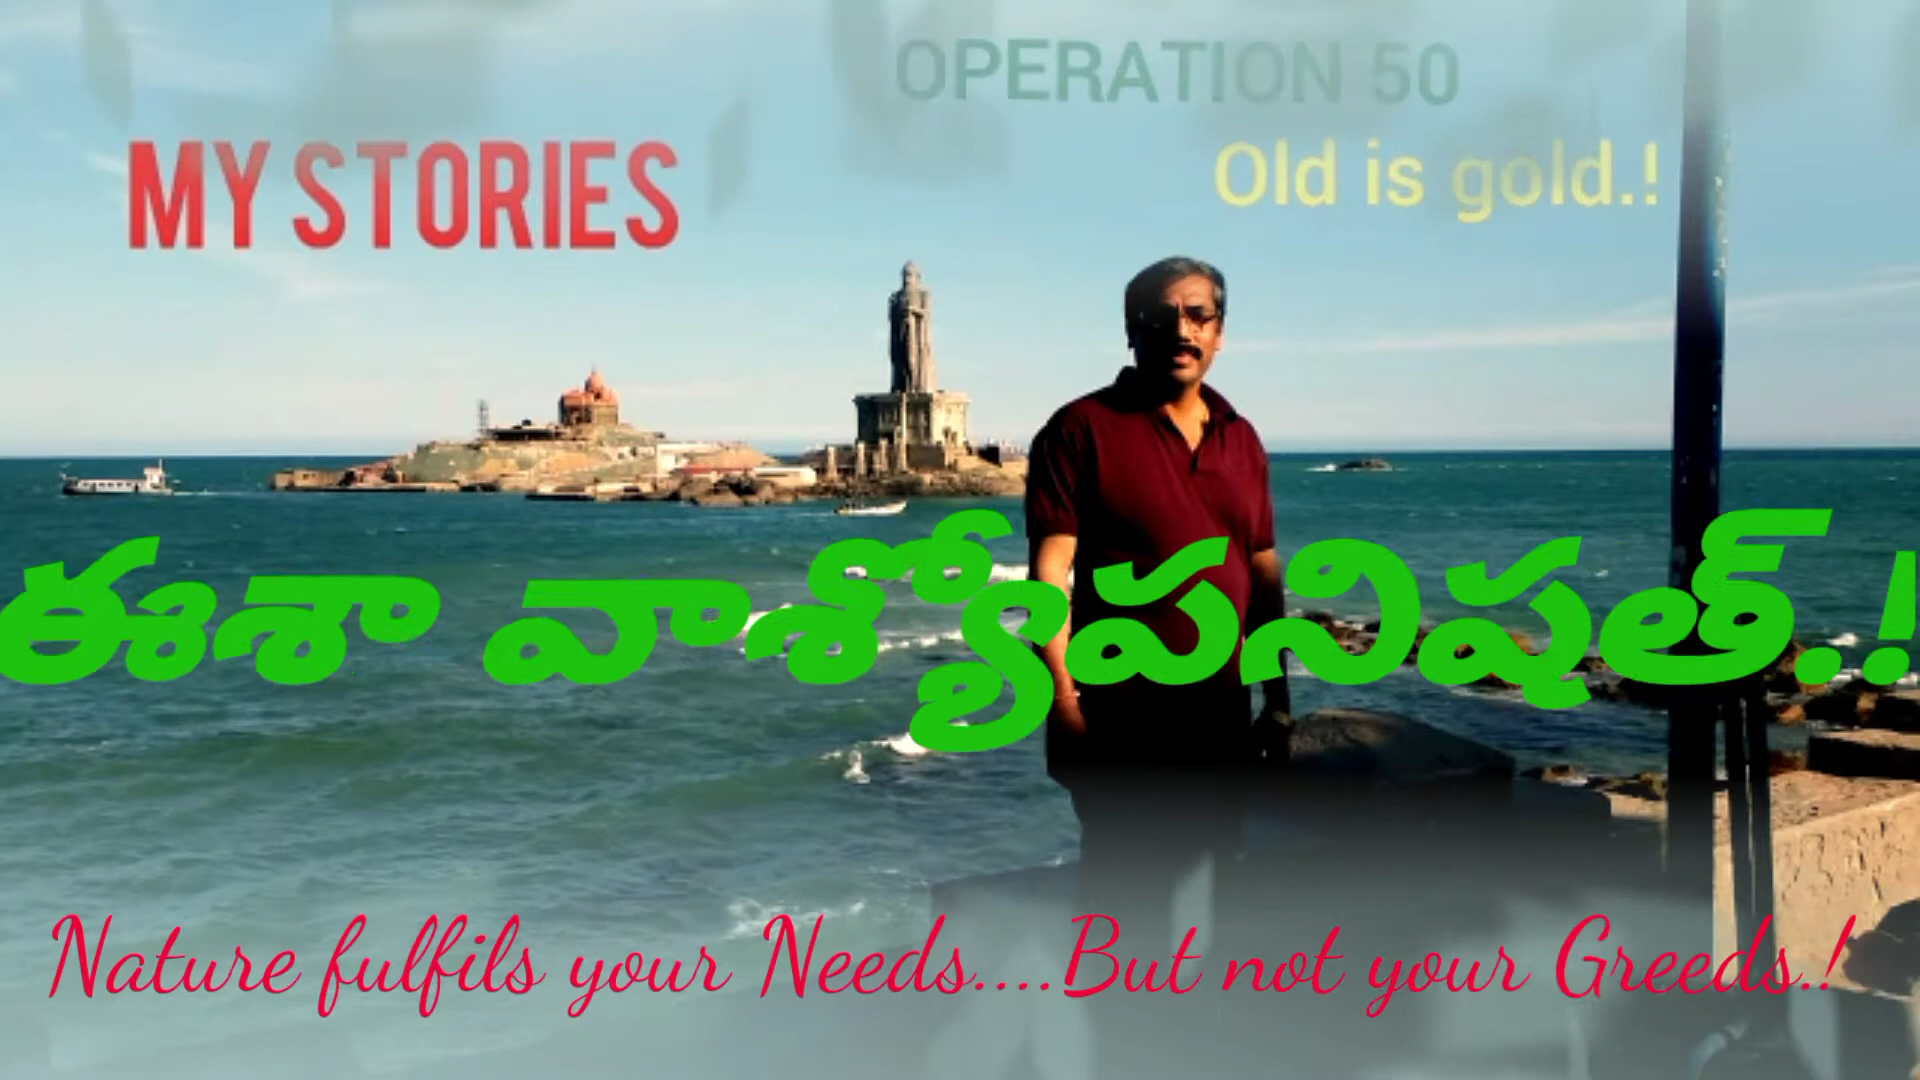 OPERATION 50
MY STORIES
Old is gold.!
ఈశా వాశ్యోపనిషత్.!
Nature fulfils your Needs....But not your Greeds.!